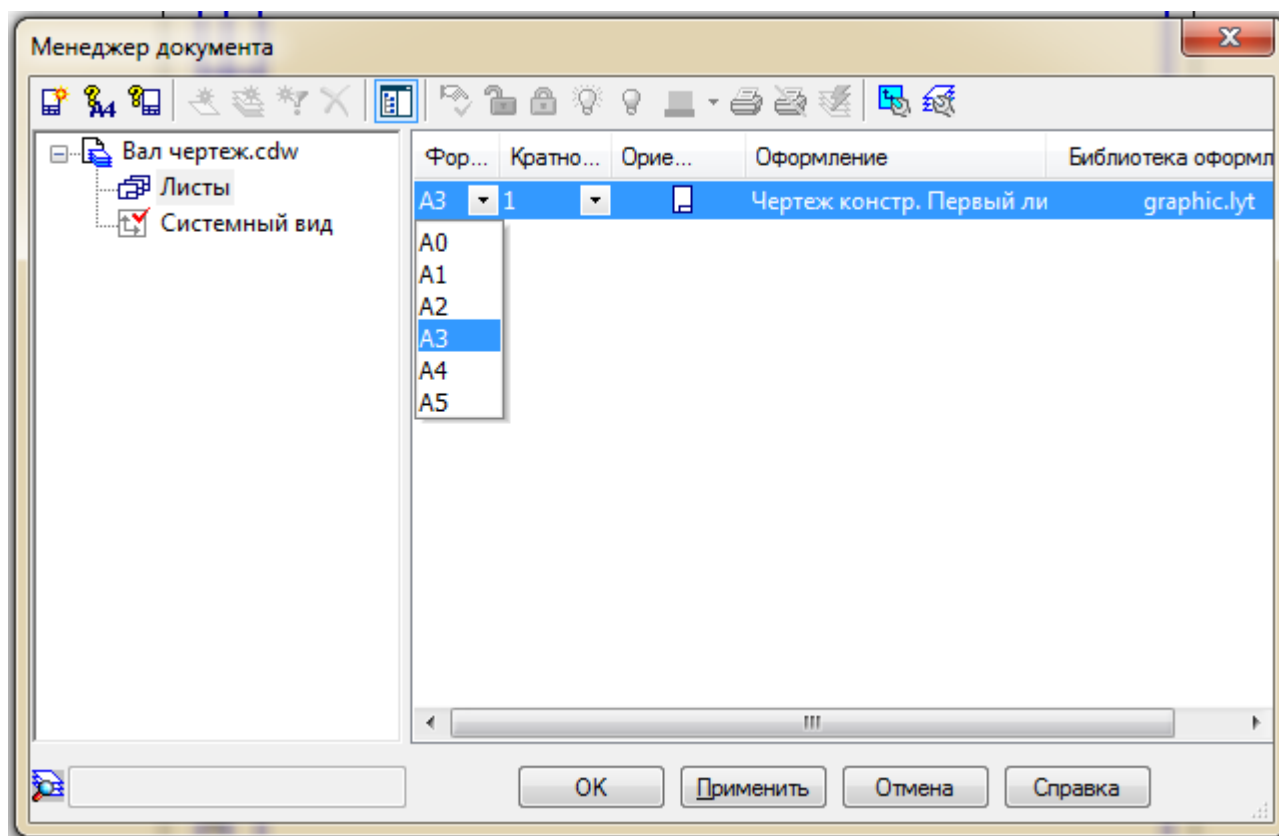 Менеджер документа
A4
Вал чертеж.cdw
Листы
Системный вид
Фор... Кратно... Орие... Оформление Библиотека оформл
A3 1 Чертеж констр. Первый ли graphic.lyt
A0
A1
A2
A3
A4
A5
OK Применить Отмена Справка